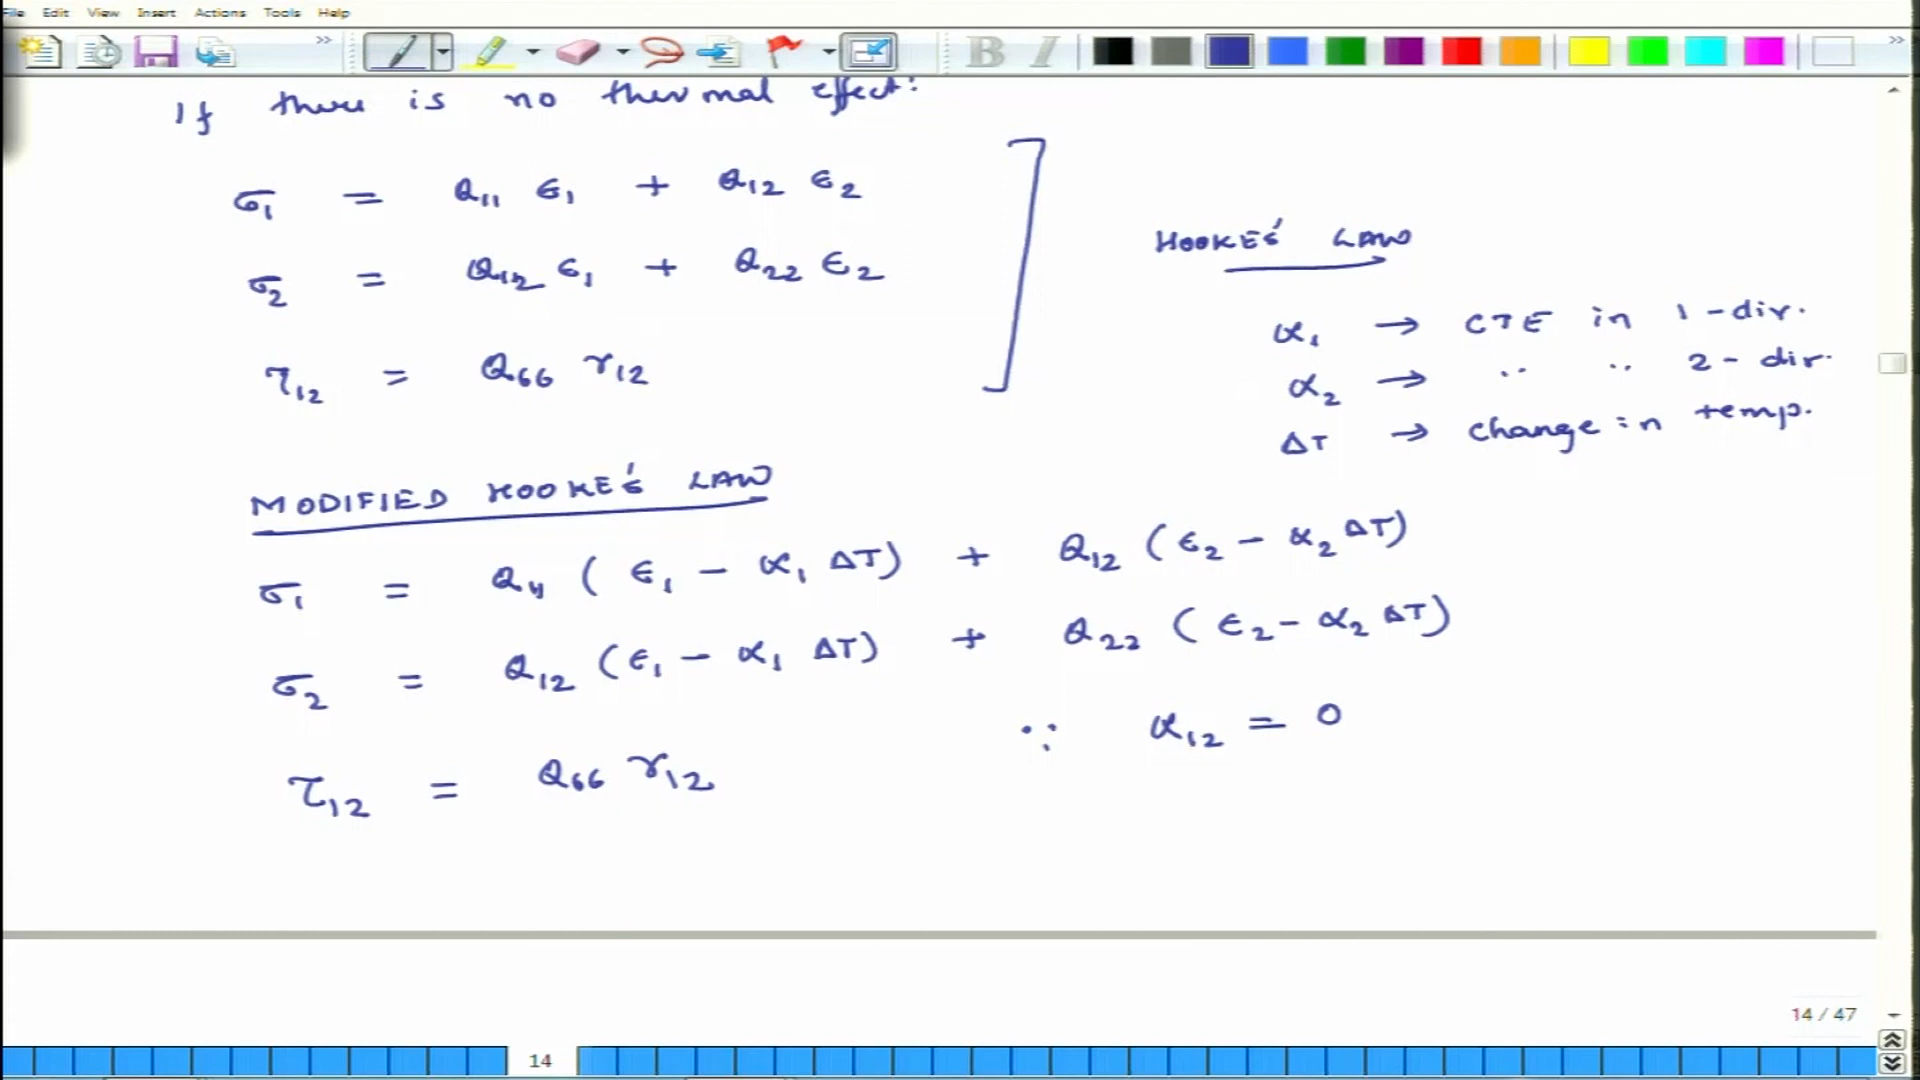 File Edit View Insert Actions Tools Help
B I
If there is no thermal effect:
σ1 = Q11 ε1 + Q12 ε2
σ2 = Q12 ε1 + Q22 ε2
τ12 = Q66 γ12
HOOKE'S LAW
α1 → CTE in 1-dir.
α2 → " " 2-dir.
ΔT → change in temp.
MODIFIED HOOKE'S LAW
σ1 = Q11 (ε1 - α1 ΔT) + Q12 (ε2 - α2 ΔT)
σ2 = Q12 (ε1 - α1 ΔT) + Q22 (ε2 - α2 ΔT)
τ12 = Q66 γ12 ∵ α12 = 0
14 / 47
14